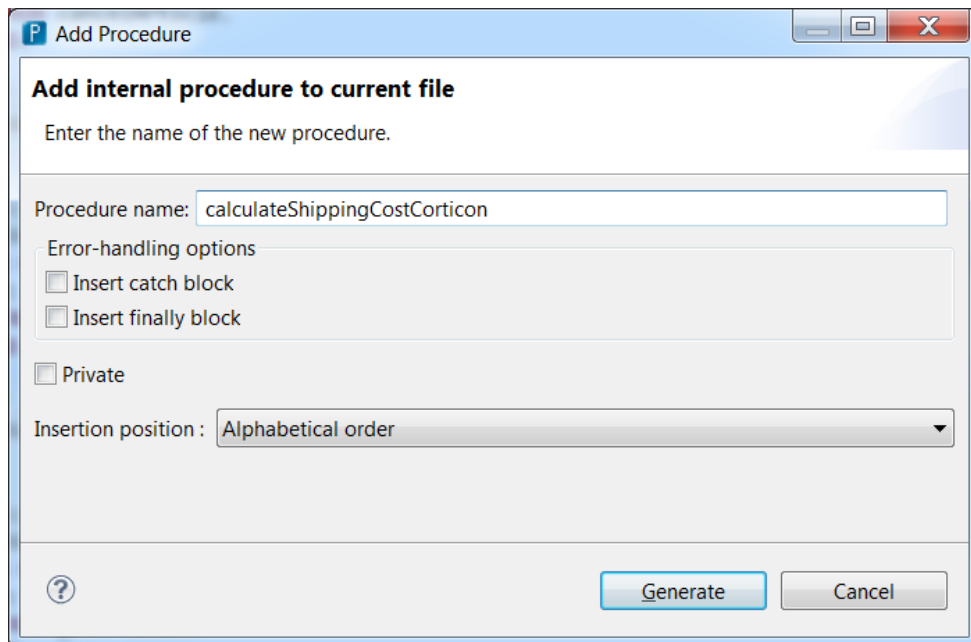 Add Procedure
Add internal procedure to current file
Enter the name of the new procedure.
Procedure name: calculateShippingCostCorticon
Error-handling options
Insert catch block
Insert finally block
Private
Insertion position : Alphabetical order
Generate Cancel